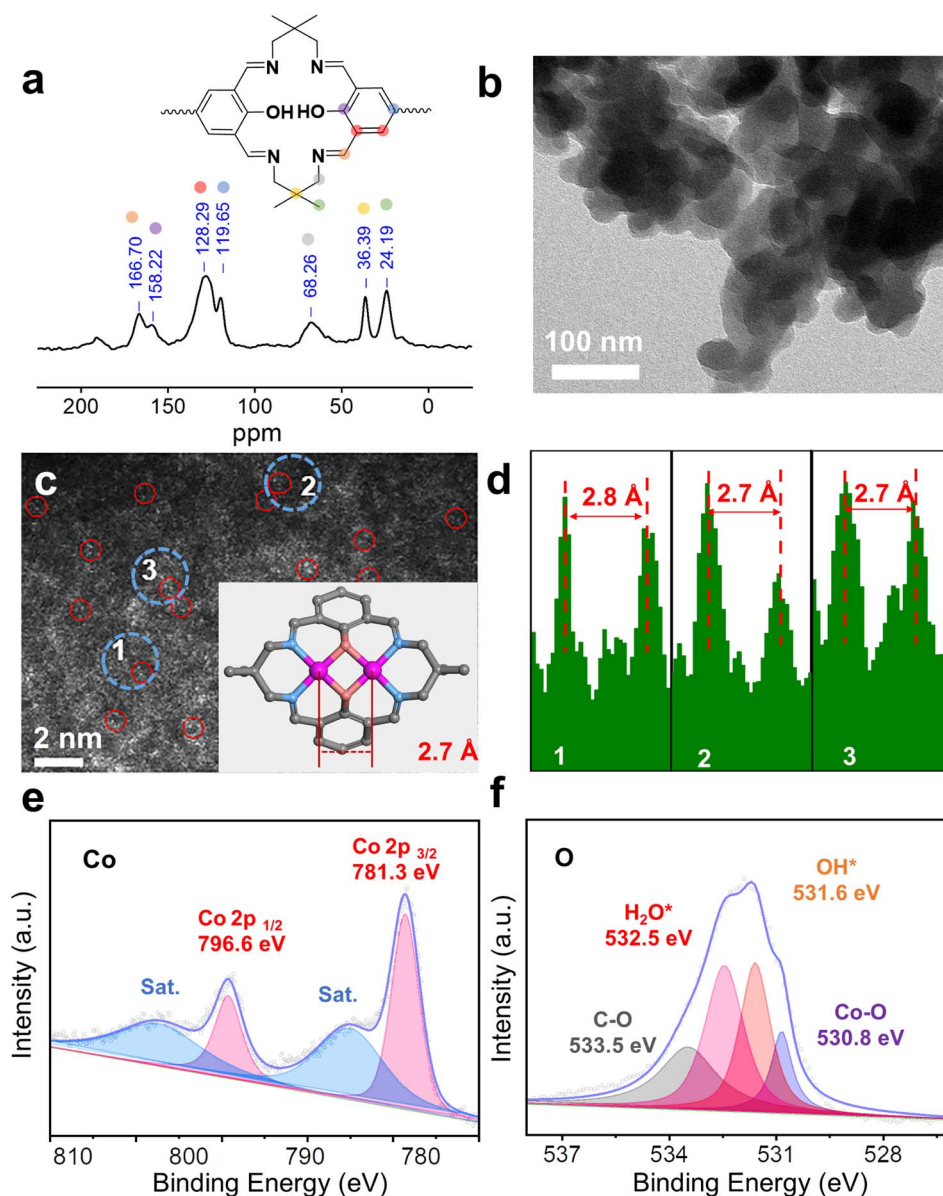 a
N N
OH HO
N N
166.70
158.22
128.29
119.65
68.26
36.39
24.19
200 150 100 50 0
ppm
b
100 nm
c
2
3
1
2 nm
2.7 Å
d
2.8 Å 2.7 Å 2.7 Å
1 2 3
e
Co
Co 2p 3/2
781.3 eV
Co 2p 1/2
796.6 eV
Sat. Sat.
Intensity (a.u.)
810 800 790 780
Binding Energy (eV)
f
O
OH*
531.6 eV
H₂O*
532.5 eV
C-O
533.5 eV
Co-O
530.8 eV
Intensity (a.u.)
537 534 531 528
Binding Energy (eV)